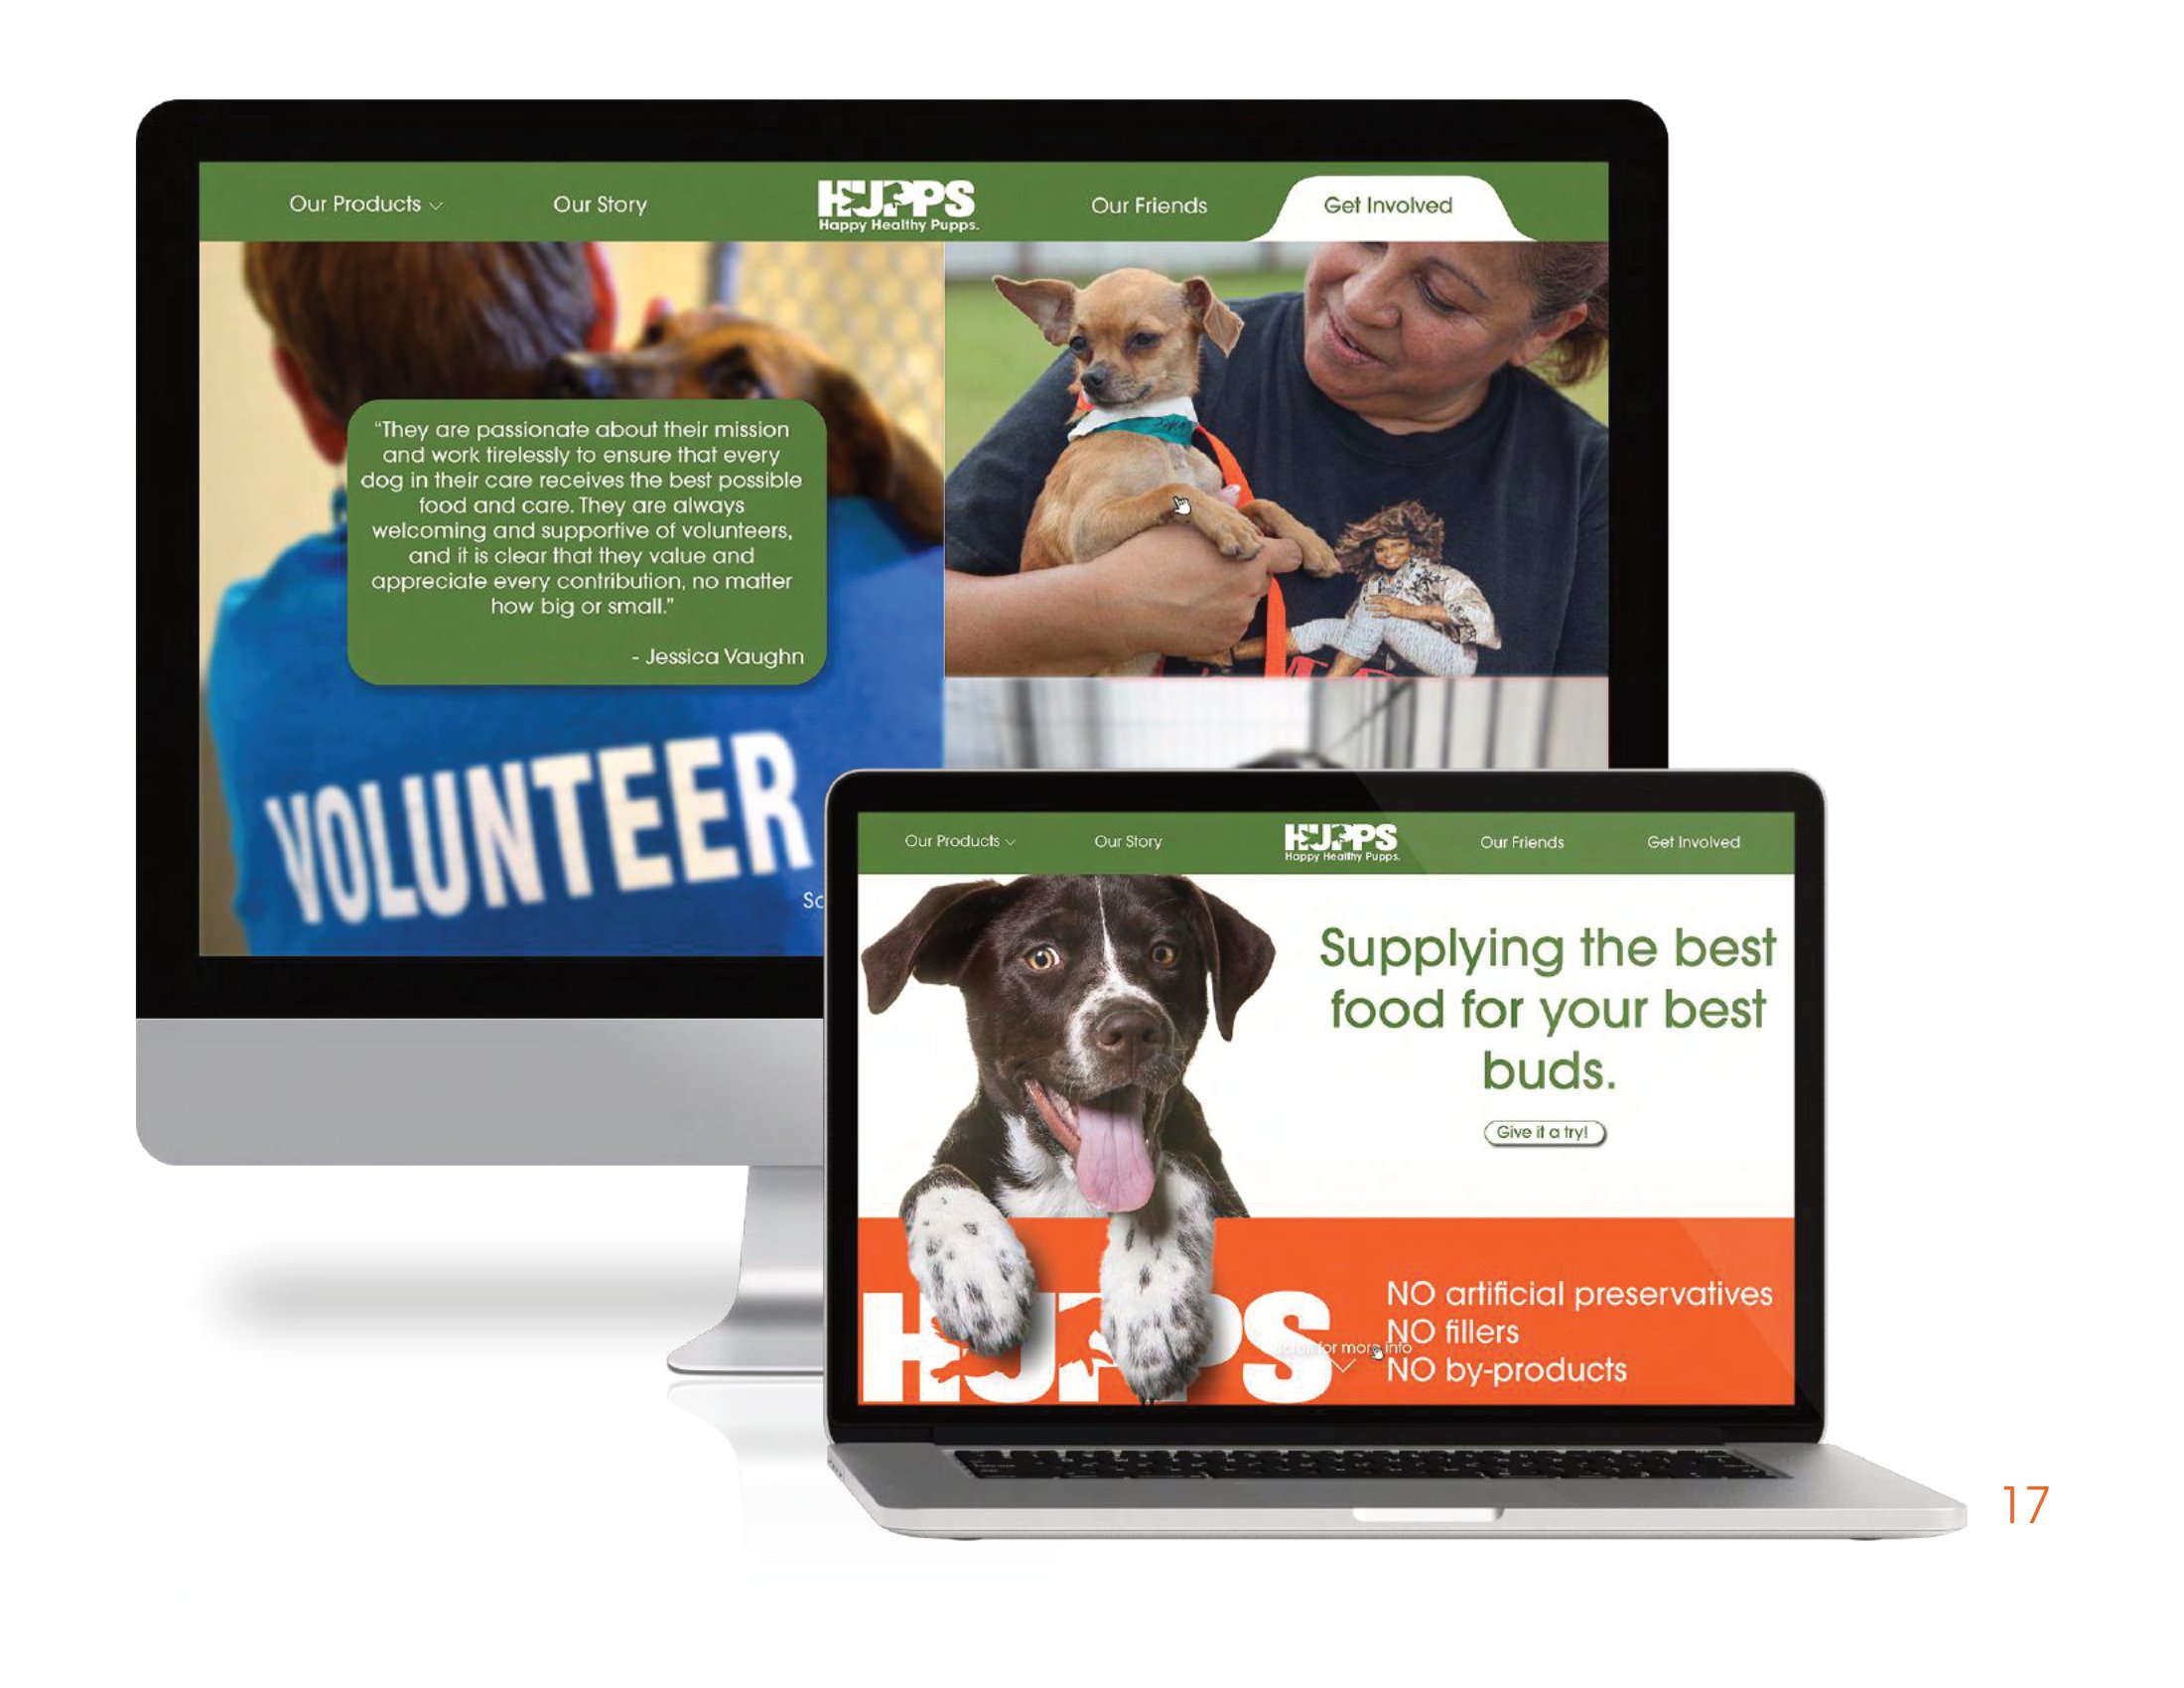 Our Products
Our Story
HUPPS
Happy Healthy Pupps.
Our Friends
Get Involved
“They are passionate about their mission
and work tirelessly to ensure that every
dog in their care receives the best possible
food and care. They are always
welcoming and supportive of volunteers,
and it is clear that they value and
appreciate every contribution, no matter
how big or small.”
- Jessica Vaughn
VOLUNTEER
Our Products
Our Story
HUPPS
Happy Healthy Pupps.
Our Friends
Get Involved
Supplying the best
food for your best
buds.
Give it a try!
HUPPS
NO artificial preservatives
NO fillers
Scroll for more info
NO by-products
17